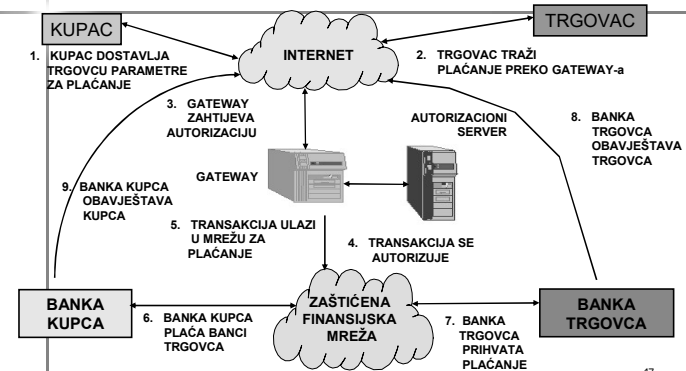 KUPAC
TRGOVAC
INTERNET
1. KUPAC DOSTAVLJA
TRGOVCU PARAMETRE
ZA PLAĆANJE
2. TRGOVAC TRAŽI
PLAĆANJE PREKO GATEWAY-a
3. GATEWAY
ZAHTIJEVA
AUTORIZACIJU
AUTORIZACIONI
SERVER
8. BANKA
TRGOVCA
OBAVJEŠTAVA
TRGOVCA
GATEWAY
9. BANKA KUPCA
OBAVJEŠTAVA
KUPCA
5. TRANSAKCIJA ULAZI
U MREŽU ZA
PLAĆANJE
4. TRANSAKCIJA SE
AUTORIZUJE
BANKA
KUPCA
6. BANKA KUPCA
PLAĆA BANCI
TRGOVCA
ZAŠTIĆENA
FINANSIJSKA
MREŽA
7. BANKA
TRGOVCA
PRIHVATA
PLAĆANJE
BANKA
TRGOVCA